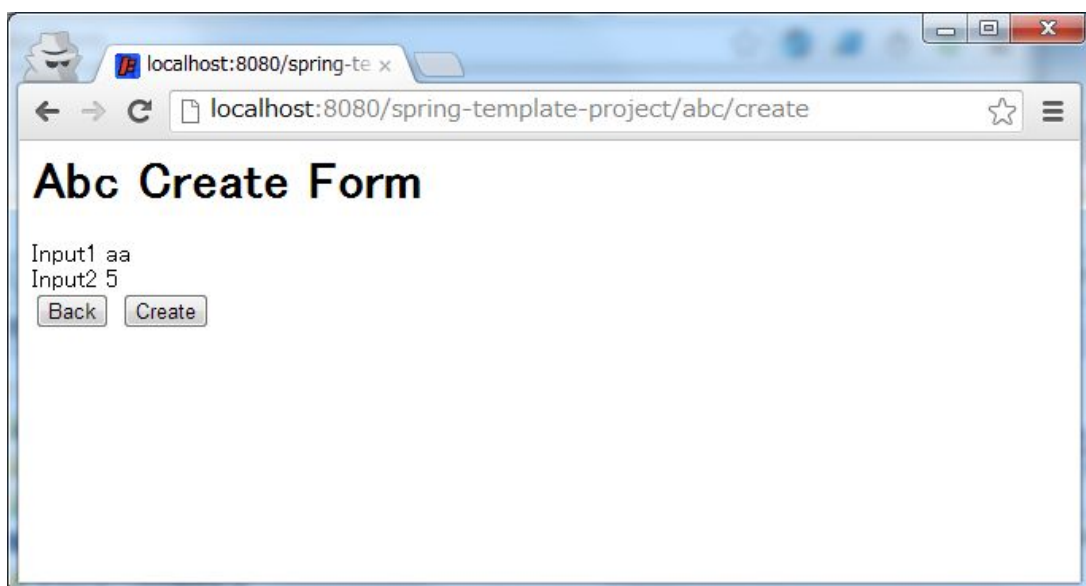 localhost:8080/spring-te
localhost:8080/spring-template-project/abc/create
Abc Create Form
Input1 aa
Input2 5
Back Create